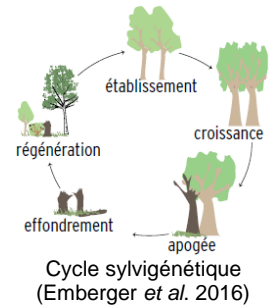 établissement
croissance
régénération
effondrement
apogée
Cycle sylvigénétique
(Emberger et al. 2016)